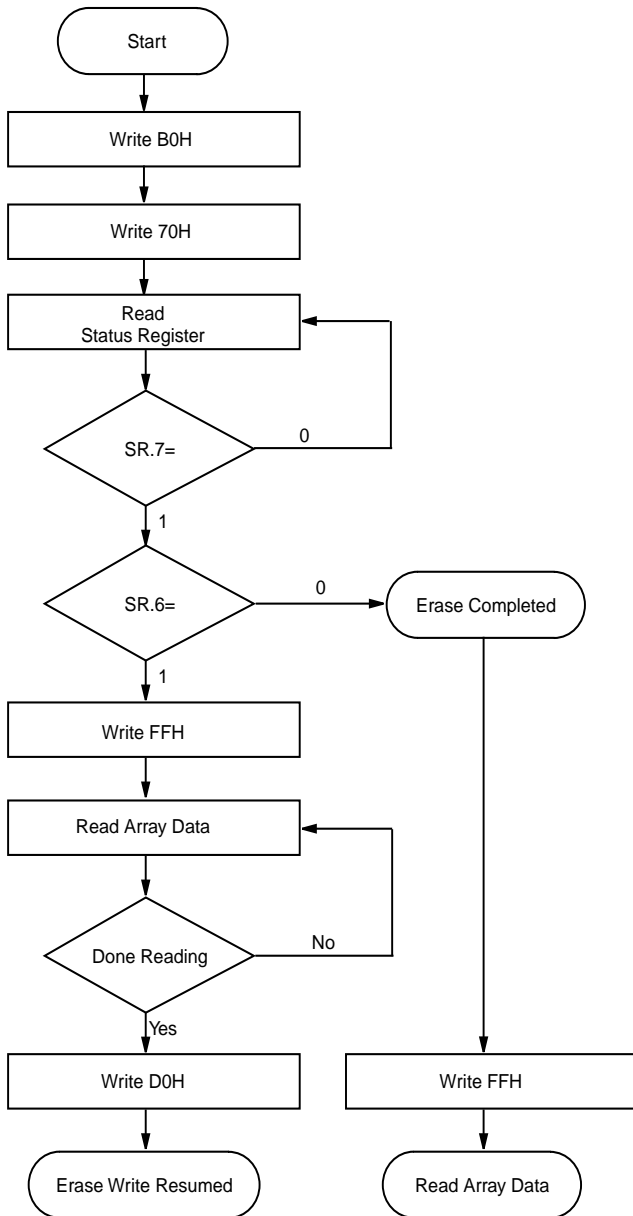 Start
Write B0H
Write 70H
Read
Status Register
SR.7=
0
1
SR.6=
0
Erase Completed
1
Write FFH
Read Array Data
Done Reading
No
Yes
Write D0H
Write FFH
Erase Write Resumed
Read Array Data